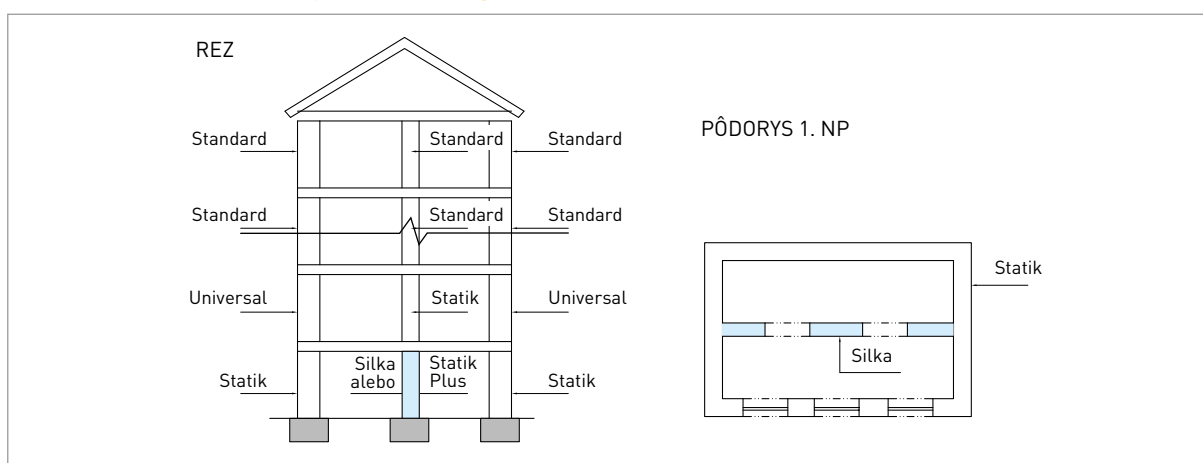 REZ
PÔDORYS 1. NP
Standard
Standard
Standard
Standard
Standard
Standard
Universal
Statik
Universal
Statik
Silka
alebo
Statik
Plus
Statik
Statik
Silka